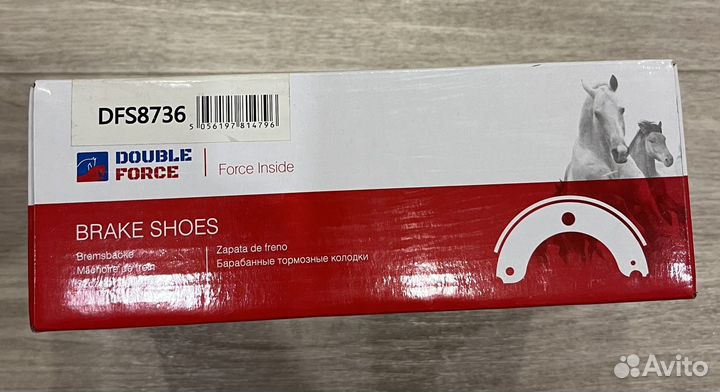 DFS8736
5 056197 814796
DOUBLE
FORCE
Force Inside
BRAKE SHOES
Bremsbacke
Mâchoire de frein
Zapata de freno
Барабанные тормозные колодки
Avito